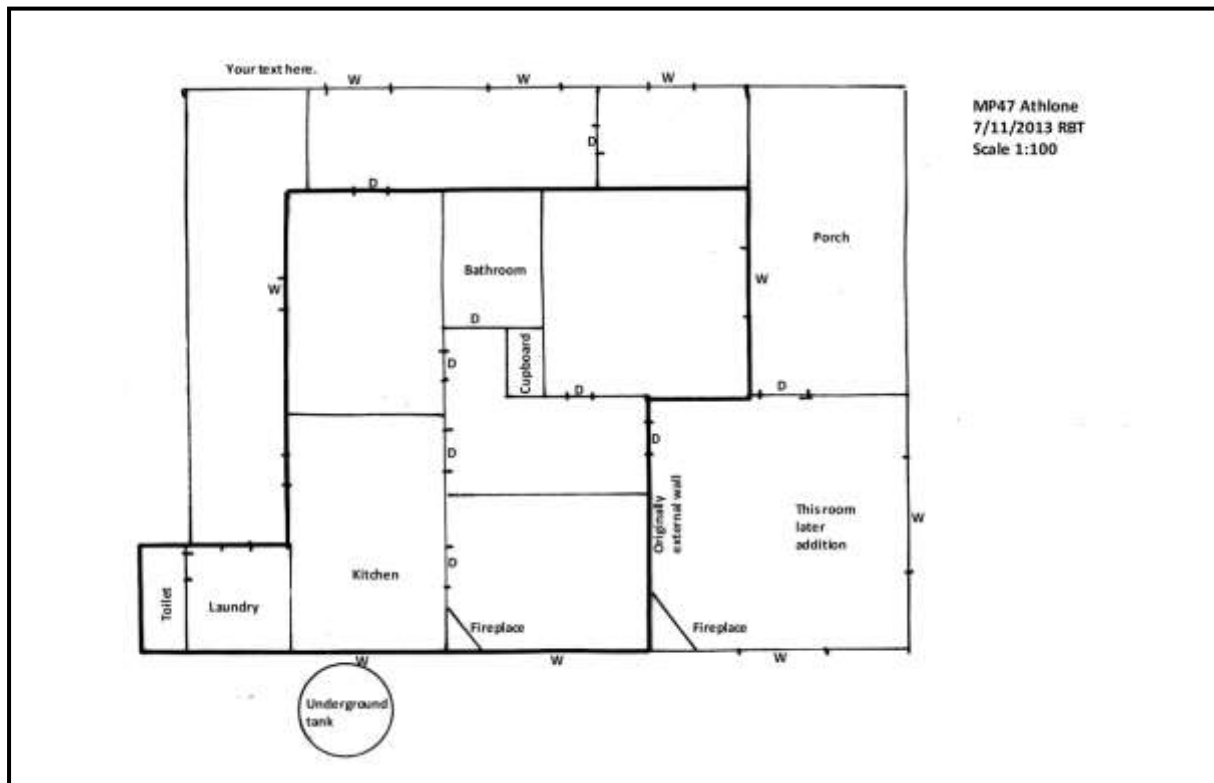 Your text here.
W
W
W
MP47 Athlone
7/11/2013 RBT
Scale 1:100
D
D
Porch
Bathroom
W
W
D
Cupboard
D
D
D
D
D
Originally
external wall
This room
later
addition
W
D
Kitchen
Toilet
Laundry
Fireplace
Fireplace
W
W
W
Underground
tank